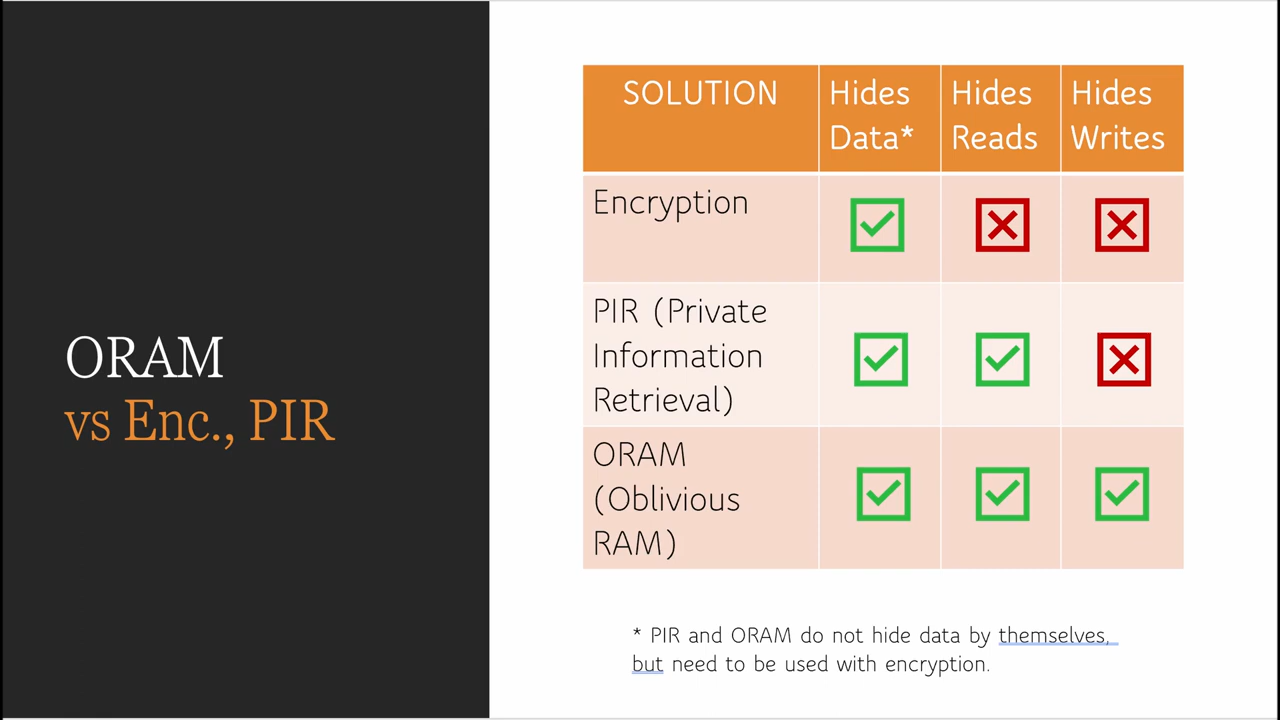 ORAM
vs Enc., PIR
SOLUTION
Hides
Data*
Hides
Reads
Hides
Writes
Encryption
PIR (Private
Information
Retrieval)
ORAM
(Oblivious
RAM)
* PIR and ORAM do not hide data by themselves,
but need to be used with encryption.